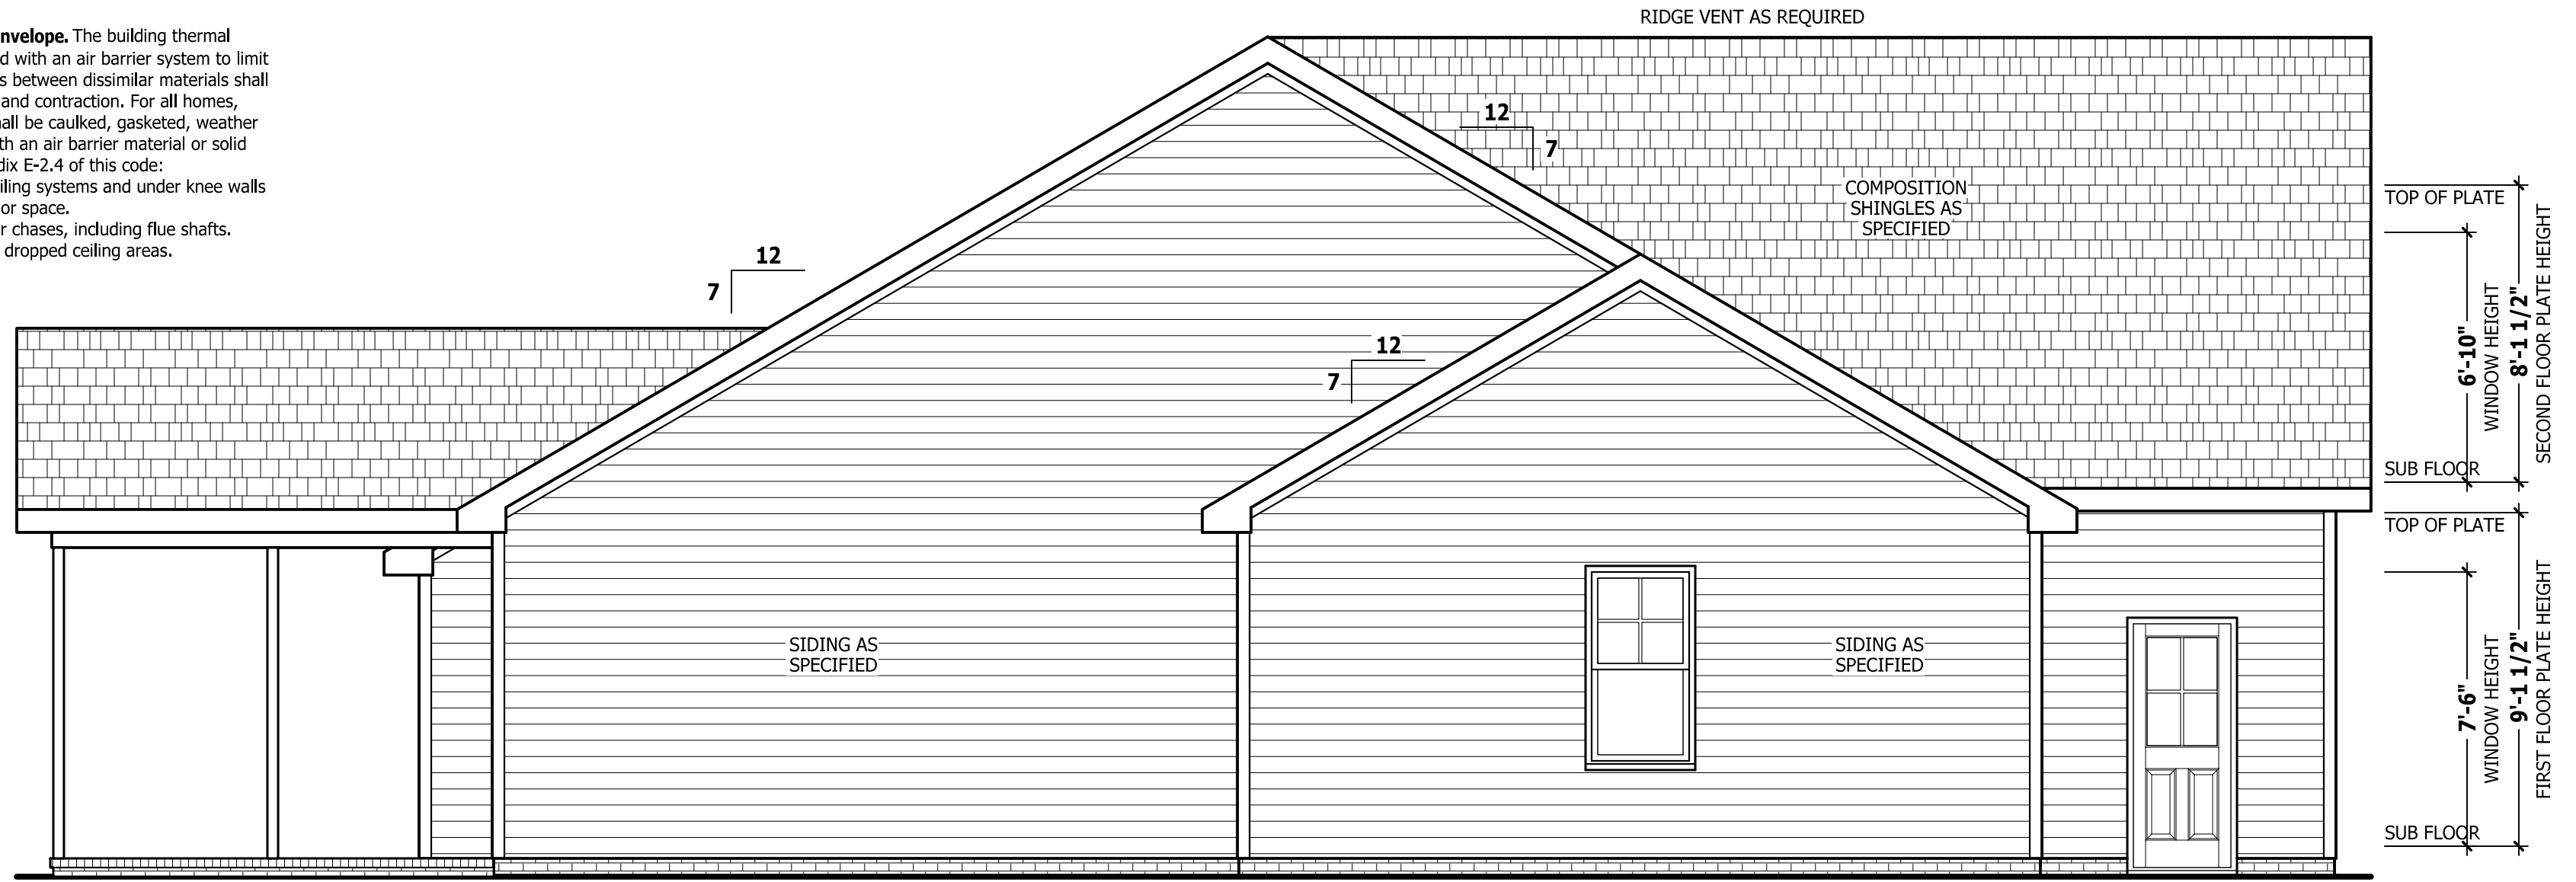 RIDGE VENT AS REQUIRED
nvelope. The building thermal
d with an air barrier system to limit
s between dissimilar materials shall
and contraction. For all homes,
all be caulked, gasketed, weather
th an air barrier material or solid
dix E-2.4 of this code:
iling systems and under knee walls
or space.
r chases, including flue shafts.
dropped ceiling areas.
12
7
12
7
12
7
COMPOSITION
SHINGLES AS
SPECIFIED
SIDING AS
SPECIFIED
SIDING AS
SPECIFIED
TOP OF PLATE
6'-10"
WINDOW HEIGHT
8'-1 1/2"
SECOND FLOOR PLATE HEIGHT
SUB FLOOR
TOP OF PLATE
7'-6"
WINDOW HEIGHT
9'-1 1/2"
FIRST FLOOR PLATE HEIGHT
SUB FLOOR